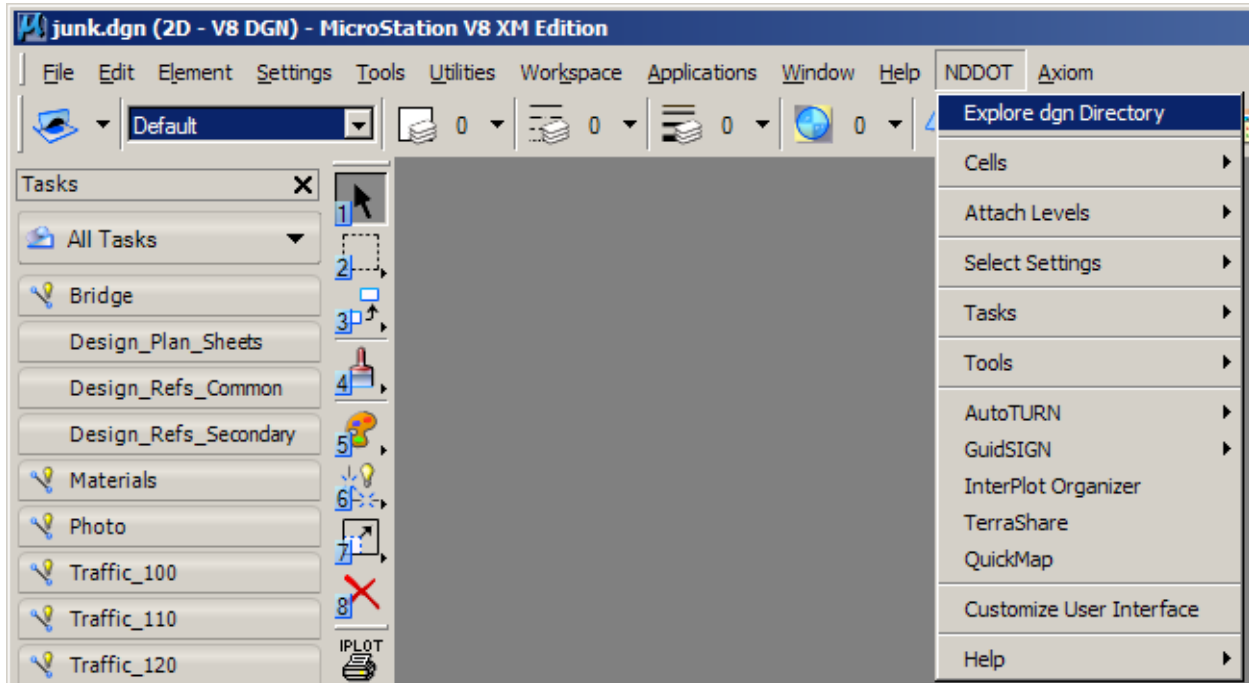 junk.dgn (2D - V8 DGN) - MicroStation V8 XM Edition
File Edit Element Settings Tools Utilities Workspace Applications Window Help NDDOT Axiom
Default 0 0 0 0
Explore dgn Directory
Cells
Attach Levels
Select Settings
Tasks
Tools
AutoTURN
GuidSIGN
InterPlot Organizer
TerraShare
QuickMap
Customize User Interface
Help
Tasks
All Tasks
Bridge
Design_Plan_Sheets
Design_Refs_Common
Design_Refs_Secondary
Materials
Photo
Traffic_100
Traffic_110
Traffic_120
1
2
3
4
5
6
7
8
IPLOT